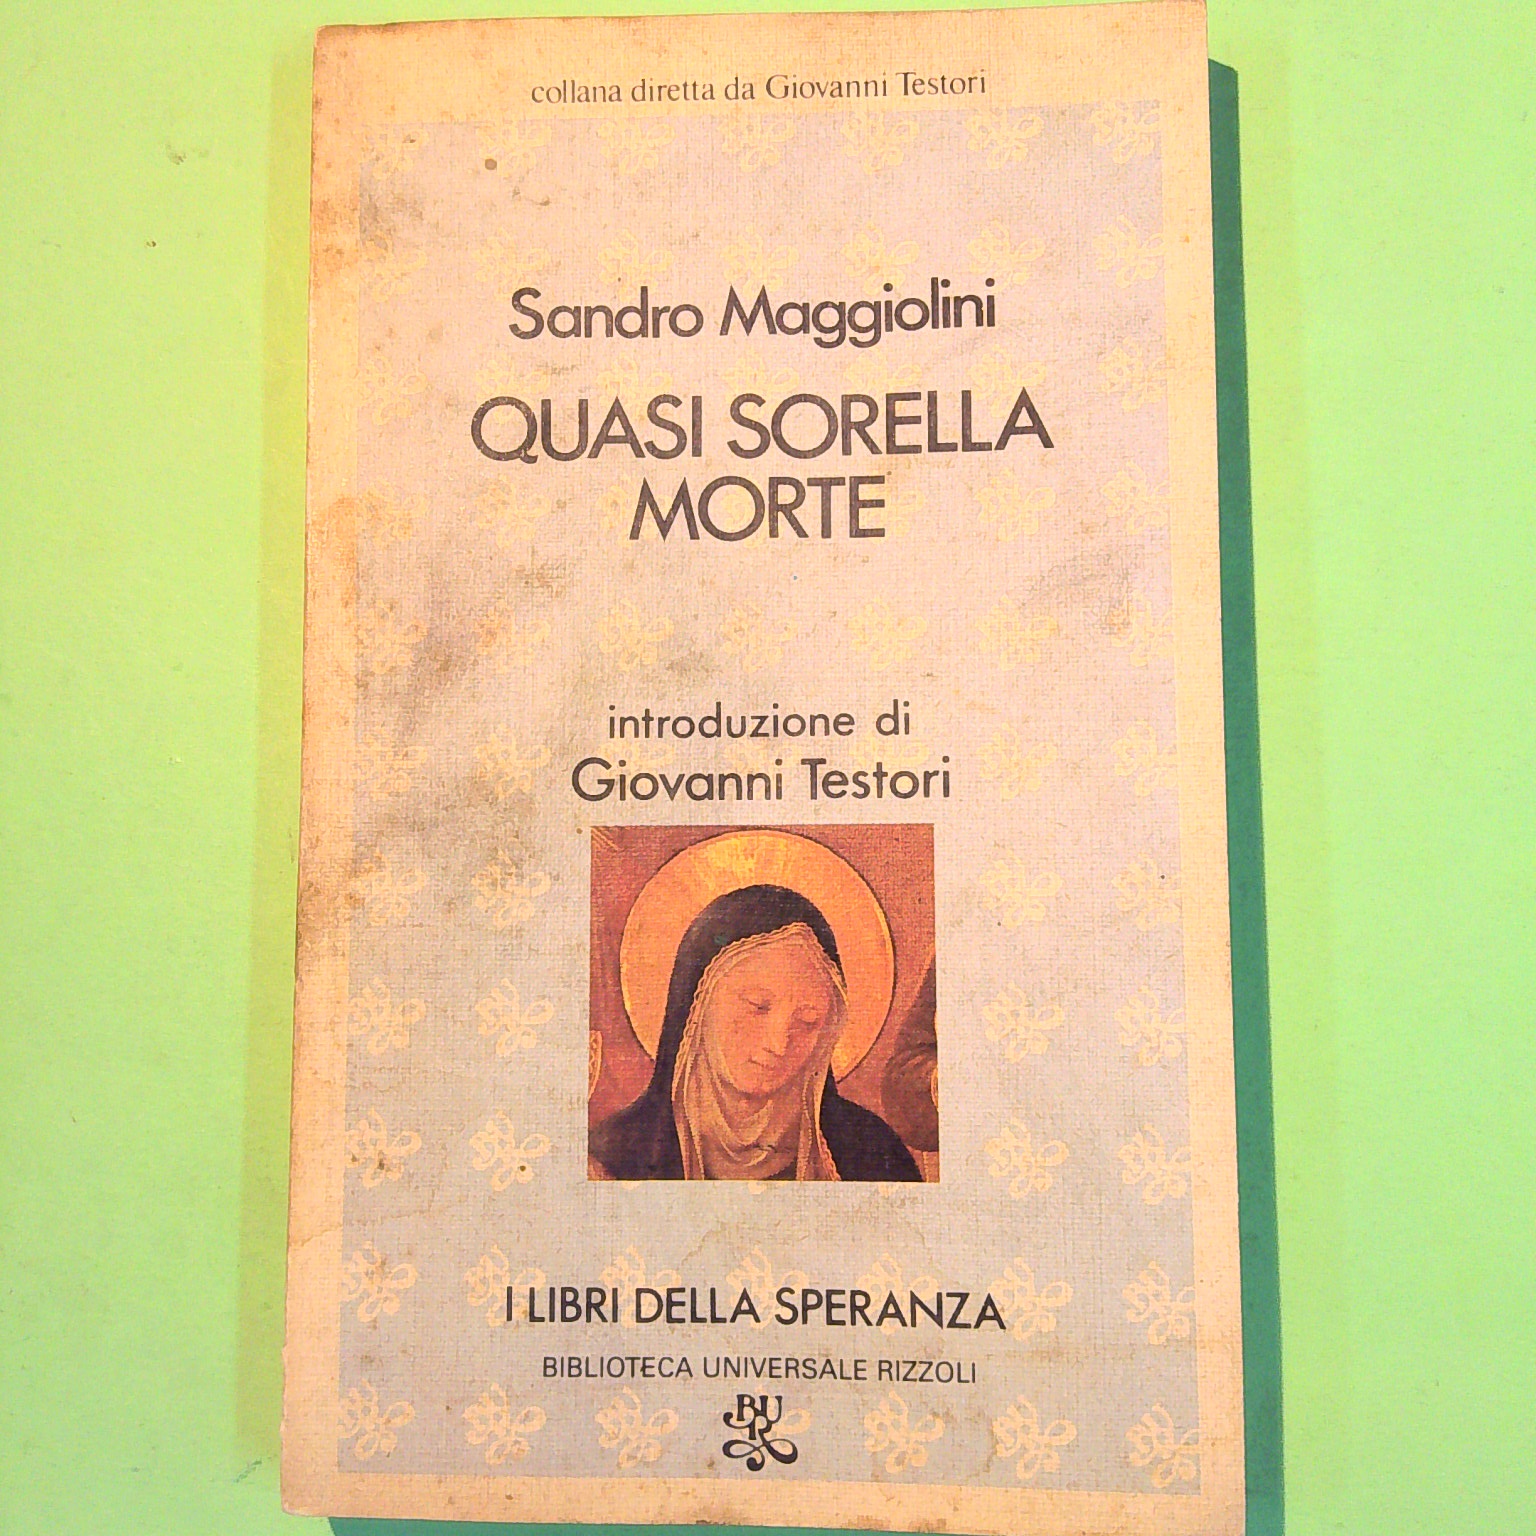 collana diretta da Giovanni Testori
Sandro Maggiolini
QUASI SORELLA
MORTE
introduzione di
Giovanni Testori
I LIBRI DELLA SPERANZA
BIBLIOTECA UNIVERSALE RIZZOLI
BUR